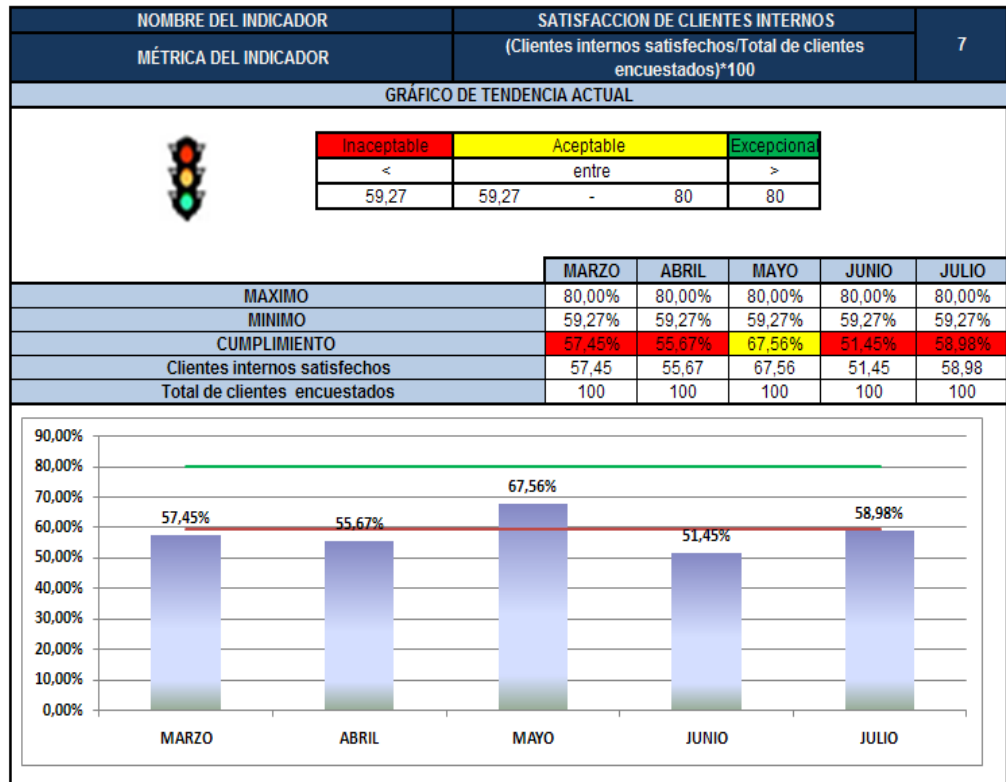 NOMBRE DEL INDICADOR SATISFACCION DE CLIENTES INTERNOS 7
MÉTRICA DEL INDICADOR (Clientes internos satisfechos/Total de clientes
encuestados)*100
GRÁFICO DE TENDENCIA ACTUAL
Inaceptable Aceptable Excepcional
< entre >
59,27 59,27 - 80 80
MARZO ABRIL MAYO JUNIO JULIO
MAXIMO 80,00% 80,00% 80,00% 80,00% 80,00%
MINIMO 59,27% 59,27% 59,27% 59,27% 59,27%
CUMPLIMIENTO 57,45% 55,67% 67,56% 51,45% 58,98%
Clientes internos satisfechos 57,45 55,67 67,56 51,45 58,98
Total de clientes encuestados 100 100 100 100 100
90,00%
80,00%
70,00%
60,00%
50,00%
40,00%
30,00%
20,00%
10,00%
0,00%
57,45% 55,67% 67,56% 51,45% 58,98%
MARZO ABRIL MAYO JUNIO JULIO